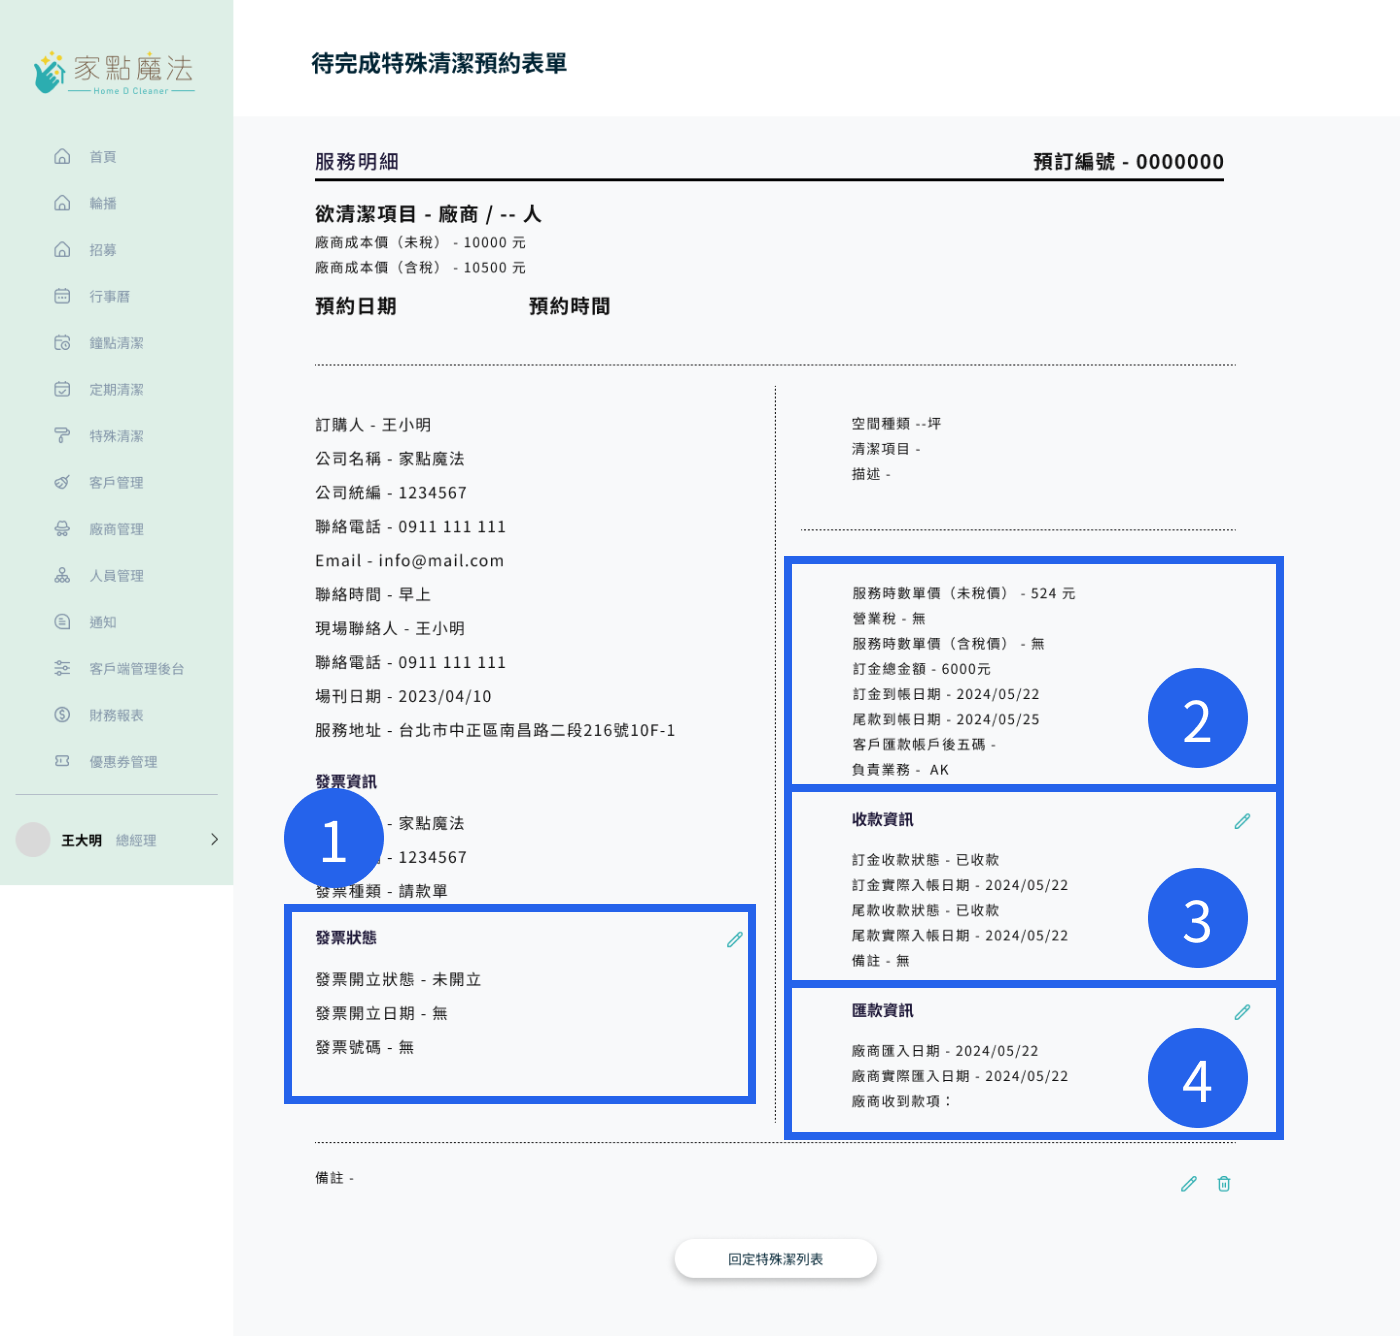 家點魔法
Home D Cleaner
首頁
輪播
招募
行事曆
鐘點清潔
定期清潔
特殊清潔
客戶管理
廠商管理
人員管理
通知
客戶端管理後台
財務報表
優惠券管理
王大明 總經理
待完成特殊清潔預約表單
服務明細
預訂編號 - 0000000
欲清潔項目 - 廠商 / -- 人
廠商成本價（未稅） - 10000 元
廠商成本價（含稅） - 10500 元
預約日期 預約時間
訂購人 - 王小明
公司名稱 - 家點魔法
公司統編 - 1234567
聯絡電話 - 0911 111 111
Email - info@mail.com
聯絡時間 - 早上
現場聯絡人 - 王小明
聯絡電話 - 0911 111 111
場刊日期 - 2023/04/10
服務地址 - 台北市中正區南昌路二段216號10F-1
發票資訊
1
- 家點魔法
- 1234567
發票種類 - 請款單
發票狀態
發票開立狀態 - 未開立
發票開立日期 - 無
發票號碼 - 無
空間種類 --坪
清潔項目 -
描述 -
服務時數單價（未稅價） - 524 元
營業稅 - 無
服務時數單價（含稅價） - 無
訂金總金額 - 6000元
訂金到帳日期 - 2024/05/22
尾款到帳日期 - 2024/05/25
客戶匯款帳戶後五碼 -
負責業務 - AK
2
收款資訊
訂金收款狀態 - 已收款
訂金實際入帳日期 - 2024/05/22
尾款收款狀態 - 已收款
尾款實際入帳日期 - 2024/05/22
備註 - 無
3
匯款資訊
廠商匯入日期 - 2024/05/22
廠商實際匯入日期 - 2024/05/22
廠商收到款項：
4
備註 -
回定特殊潔列表